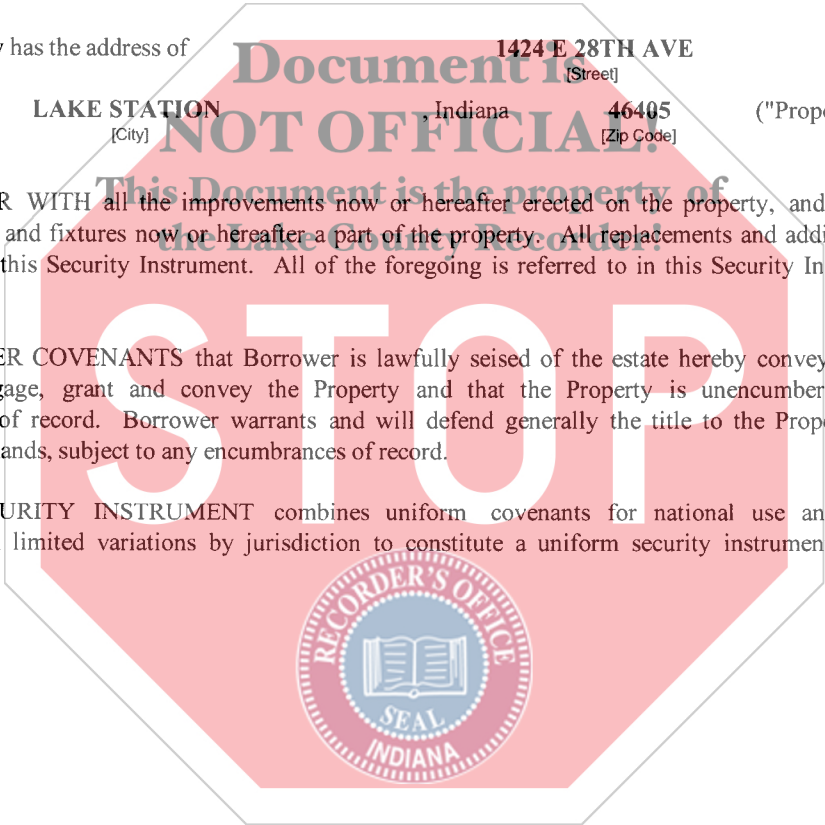 y has the address of 1424 E 28TH AVE
[Street]
LAKE STATION , Indiana 46405 ("Prope
[City] [Zip Code]
Document is
NOT OFFICIAL!
This Document is the property of
the Lake County Recorder!
R WITH all the improvements now or hereafter erected on the property, and
and fixtures now or hereafter a part of the property. All replacements and addi
this Security Instrument. All of the foregoing is referred to in this Security In
STOP
ER COVENANTS that Borrower is lawfully seised of the estate hereby convey
gage, grant and convey the Property and that the Property is unencumber
of record. Borrower warrants and will defend generally the title to the Prope
ands, subject to any encumbrances of record.
URITY INSTRUMENT combines uniform covenants for national use an
limited variations by jurisdiction to constitute a uniform security instrumen
RECORDER'S OFFICE
SEAL
INDIANA